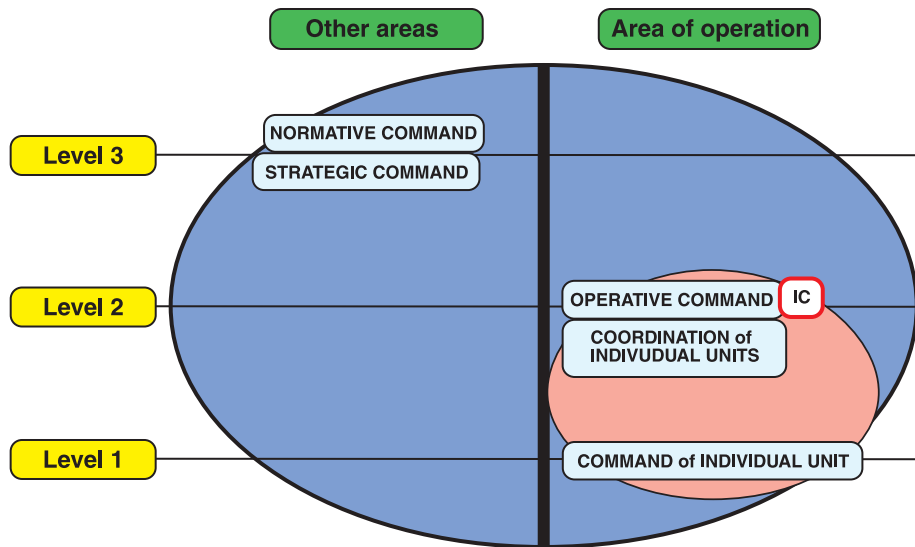 Other areas
Area of operation
NORMATIVE COMMAND
Level 3
STRATEGIC COMMAND
Level 2
OPERATIVE COMMAND
IC
COORDINATION of
INDIVUDUAL UNITS
Level 1
COMMAND of INDIVIDUAL UNIT